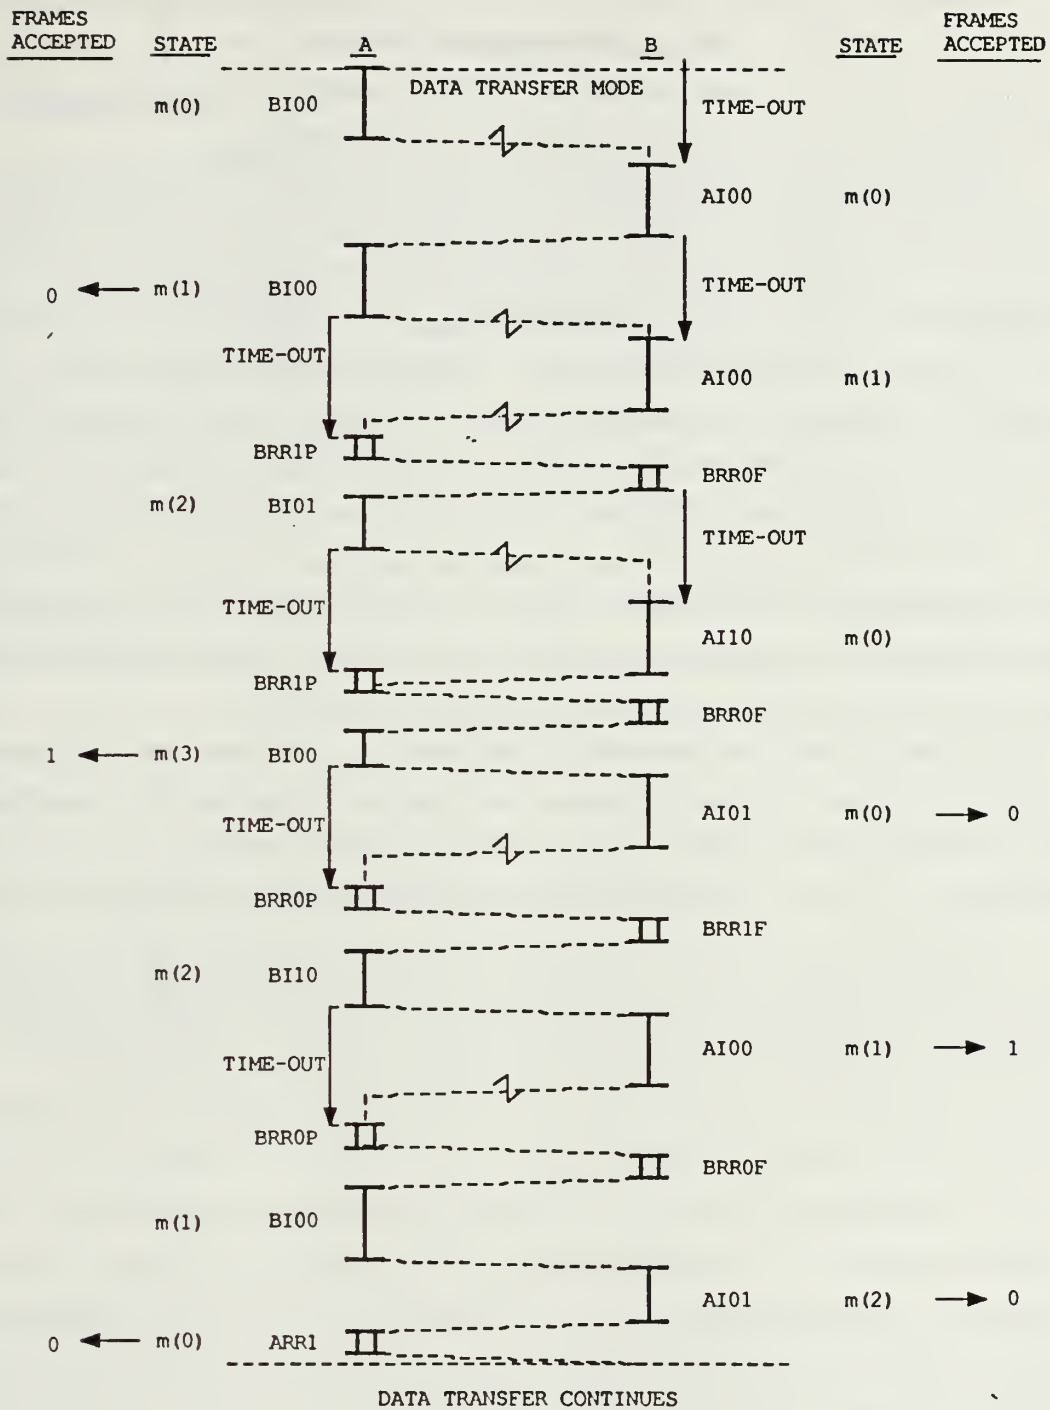 FRAMES ACCEPTED STATE A B STATE FRAMES ACCEPTED
DATA TRANSFER MODE
m(0) BI00 TIME-OUT
AI00 m(0)
0 m(1) BI00 TIME-OUT
TIME-OUT
AI00 m(1)
BRR1P
BRR0F
m(2) BI01
TIME-OUT
TIME-OUT
AI10 m(0)
BRR1P
BRR0F
1 m(3) BI00
TIME-OUT AI01 m(0) 0
BRR0P
BRR1F
m(2) BI10
TIME-OUT AI00 m(1) 1
BRR0P
BRR0F
m(1) BI00
AI01 m(2) 0
0 m(0) ARR1
DATA TRANSFER CONTINUES